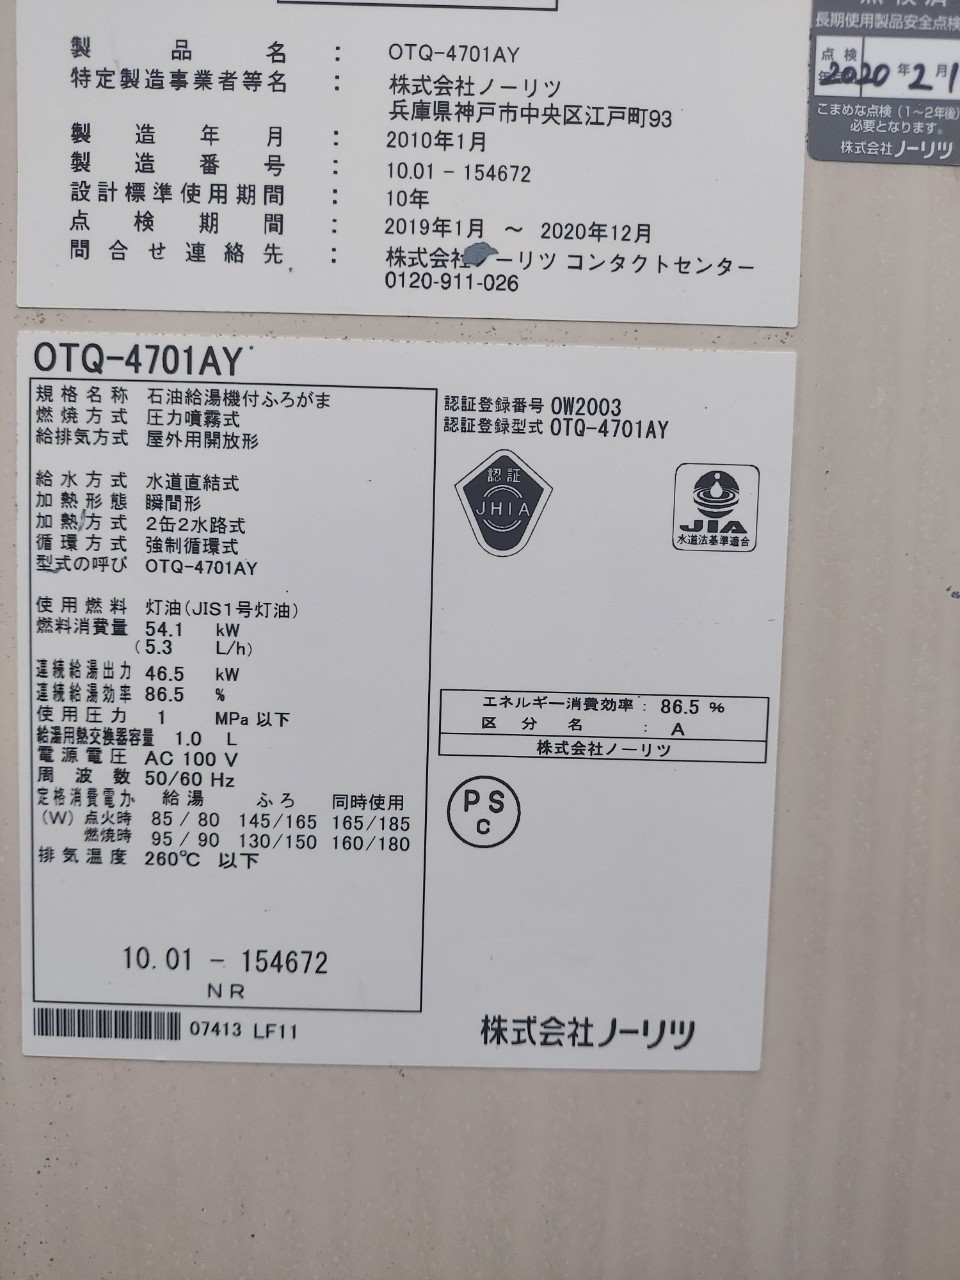 製品名 : OTQ-4701AY
特定製造事業者等名 : 株式会社ノーリツ
兵庫県神戸市中央区江戸町93
製造年月 : 2010年1月
製造番号 : 10.01 - 154672
設計標準使用期間 : 10年
点検期間 : 2019年1月 ～ 2020年12月
問合せ連絡先 : 株式会社ノーリツ コンタクトセンター
0120-911-026
長期使用製品安全点検
点検
2020年2月1
こまめな点検(1～2年後)
必要となります。
株式会社ノーリツ
OTQ-4701AY
規格名称 石油給湯機付ふろがま
燃焼方式 圧力噴霧式
給排気方式 屋外用開放形
給水方式 水道直結式
加熱形態 瞬間形
加熱方式 2缶2水路式
循環方式 強制循環式
型式の呼び OTQ-4701AY
使用燃料 灯油(JIS1号灯油)
燃料消費量 54.1 kW
(5.3 L/h)
連続給湯出力 46.5 kW
連続給湯効率 86.5 %
使用圧力 1 MPa 以下
給湯用熱交換器容量 1.0 L
電源電圧 AC 100 V
周波数 50/60 Hz
定格消費電力 給湯 ふろ 同時使用
(W) 点火時 85 / 80 145/165 165/185
燃焼時 95 / 90 130/150 160/180
排気温度 260℃ 以下
10.01 - 154672
NR
07413 LF11
認証登録番号 OW2003
認証登録型式 OTQ-4701AY
認証
JHIA
JIA
水道法基準適合
エネルギー消費効率 : 86.5 %
区分名 : A
株式会社ノーリツ
PS
C
株式会社ノーリツ